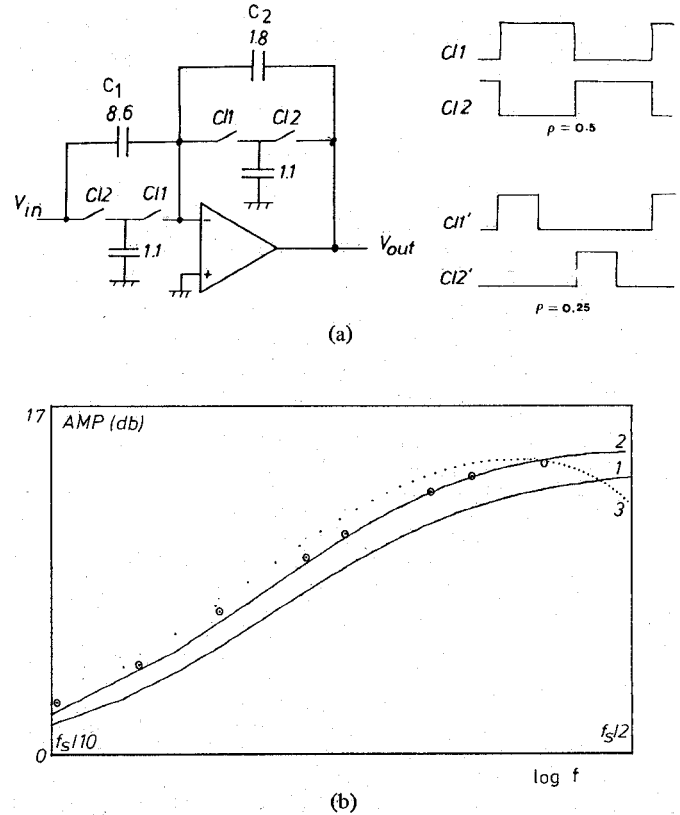 C2
1.8
C1
8.6
Cl1 Cl2
1.1
Vin Cl2 Cl1
1.1
-
+
Vout
Cl1
Cl2
ρ = 0.5
Cl1'
Cl2'
ρ = 0.25
(a)
17
AMP (db)
2
1
3
fs/10
fs/2
0
log f
(b)